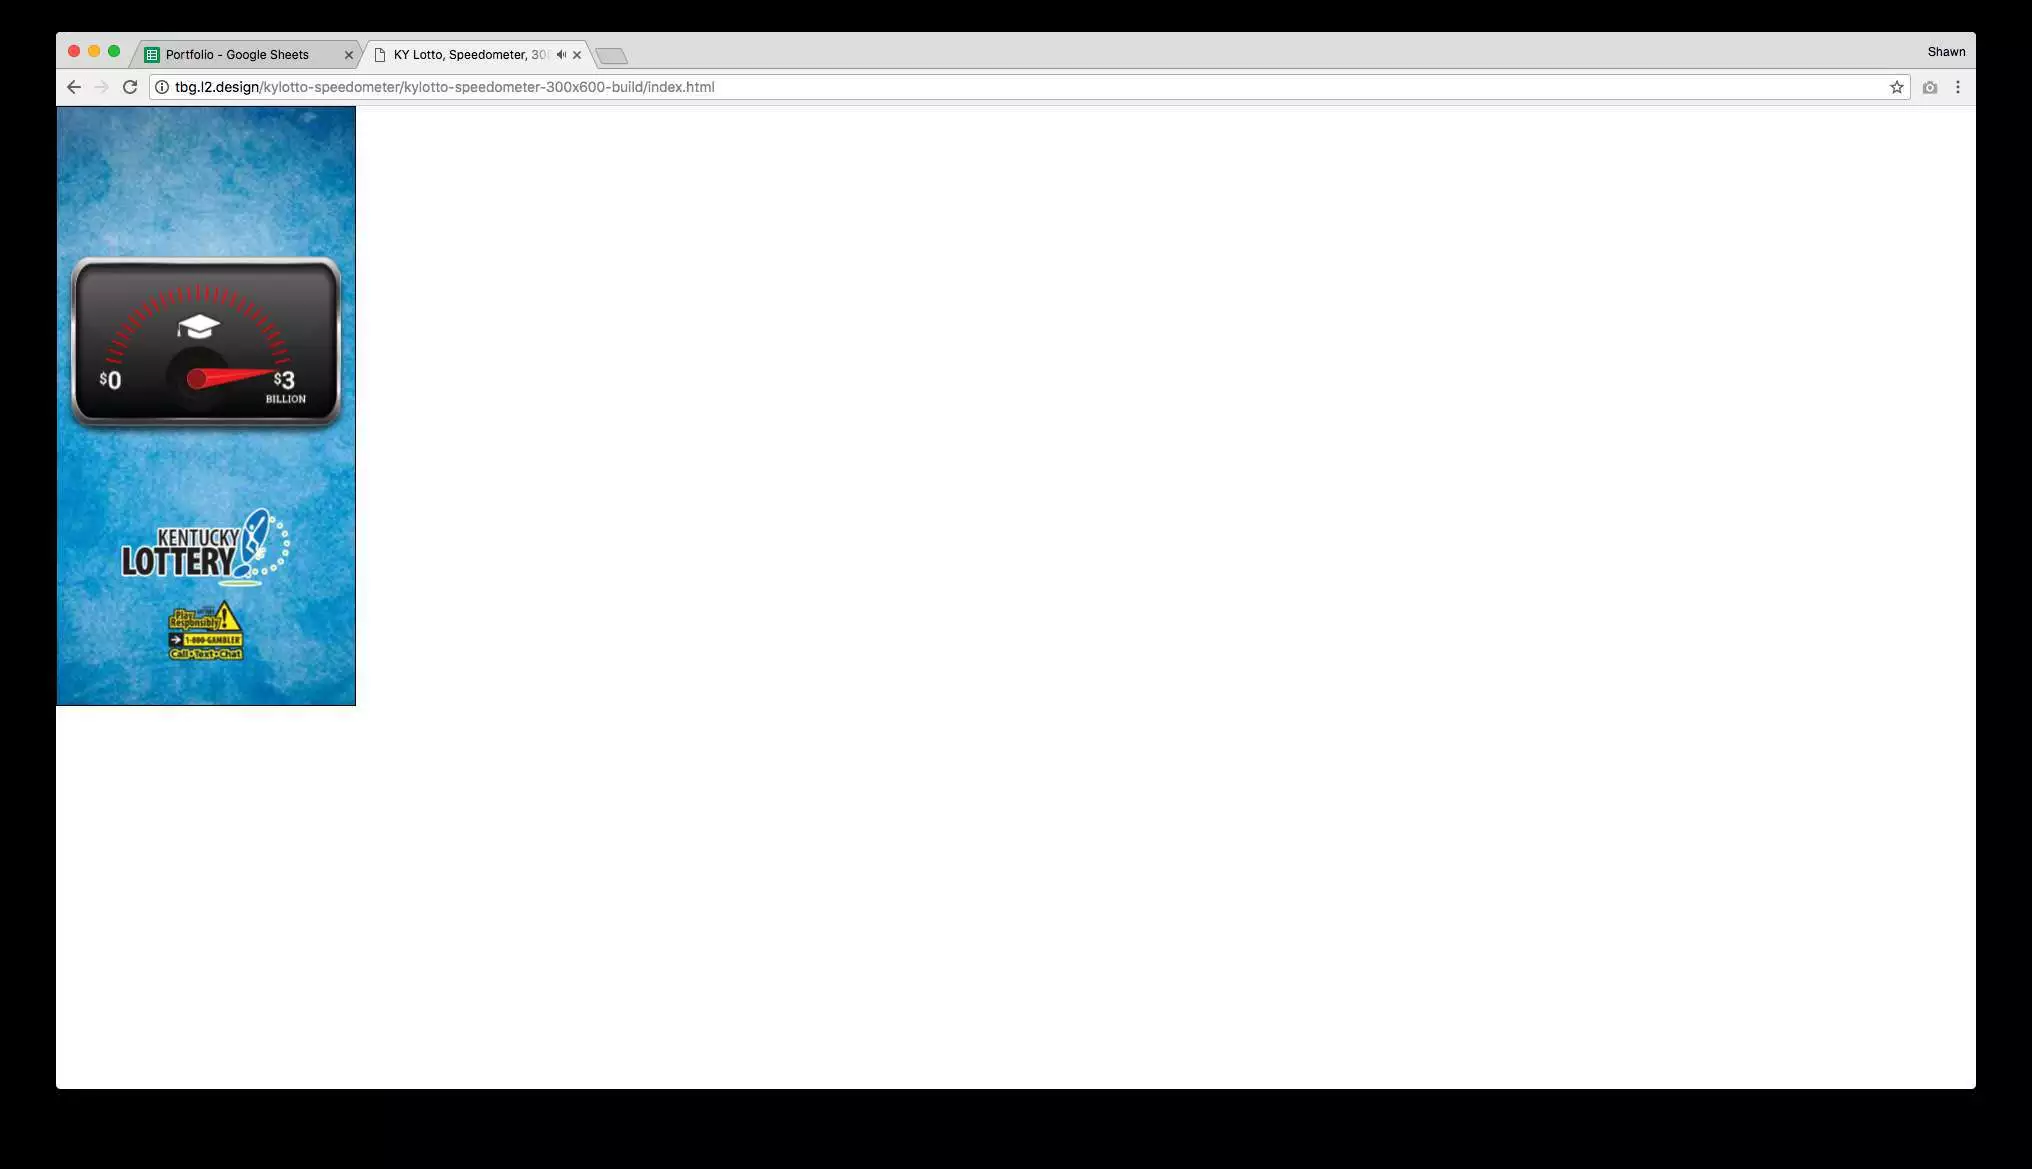 Portfolio - Google Sheets
KY Lotto, Speedometer, 300
Shawn
tbg.l2.design/kylotto-speedometer/kylotto-speedometer-300x600-build/index.html
$0
$3
BILLION
KENTUCKY
LOTTERY
Play
Responsibly
1-800-GAMBLER
Call•Text•Chat